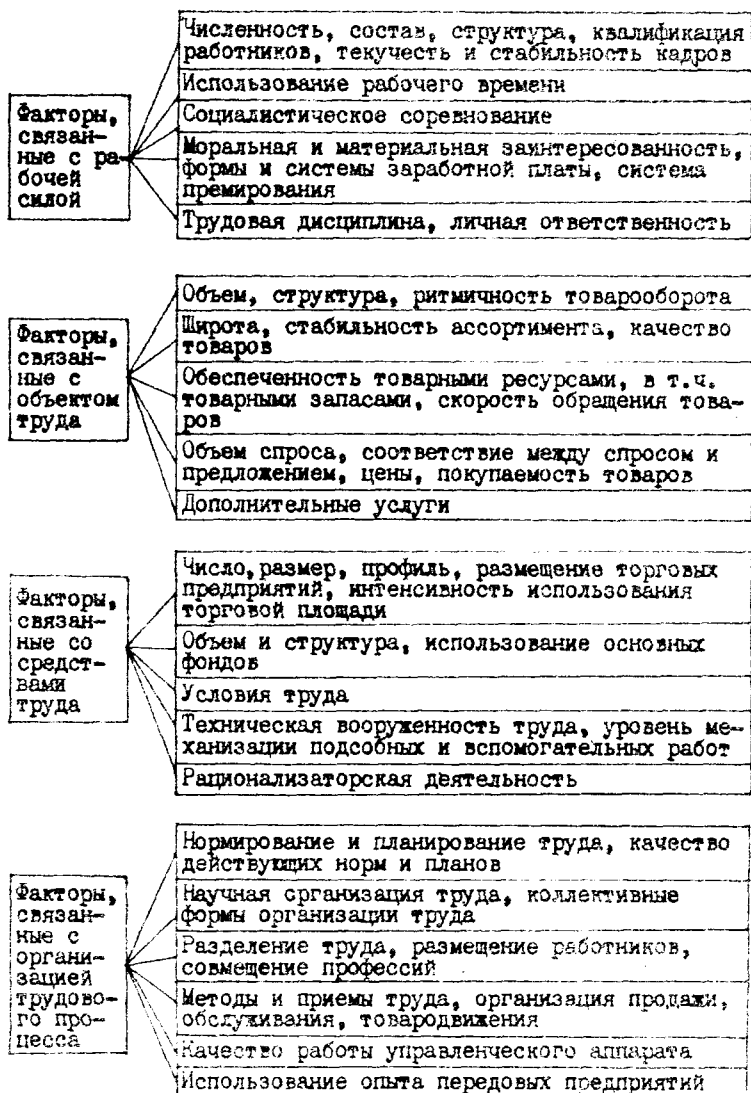 Факторы,
связан-
ные с ра-
бочей
силой
Численность, состав, структура, квалификация
работников, текучесть и стабильность кадров
Использование рабочего времени
Социалистическое соревнование
Моральная и материальная заинтересованность,
формы и системы заработной платы, система
премирования
Трудовая дисциплина, личная ответственность
Факторы,
связан-
ные с
объектом
труда
Объем, структура, ритмичность товарооборота
Широта, стабильность ассортимента, качество
товаров
Обеспеченность товарными ресурсами, в т.ч.
товарными запасами, скорость обращения това-
ров
Объем спроса, соответствие между спросом и
предложением, цены, покупаемость товаров
Дополнительные услуги
Факторы,
связан-
ные со
средст-
вами
труда
Число, размер, профиль, размещение торговых
предприятий, интенсивность использования
торговой площади
Объем и структура, использование основных
фондов
Условия труда
Техническая вооруженность труда, уровень ме-
ханизации подсобных и вспомогательных работ
Рационализаторская деятельность
Факторы,
связан-
ные с
органи-
зацией
трудово-
го про-
цесса
Нормирование и планирование труда, качество
действующих норм и планов
Научная организация труда, коллективные
формы организации труда
Разделение труда, размещение работников,
совмещение профессий
Методы и приемы труда, организация продажи,
обслуживания, товародвижения
Качество работы управленческого аппарата
Использование опыта передовых предприятий